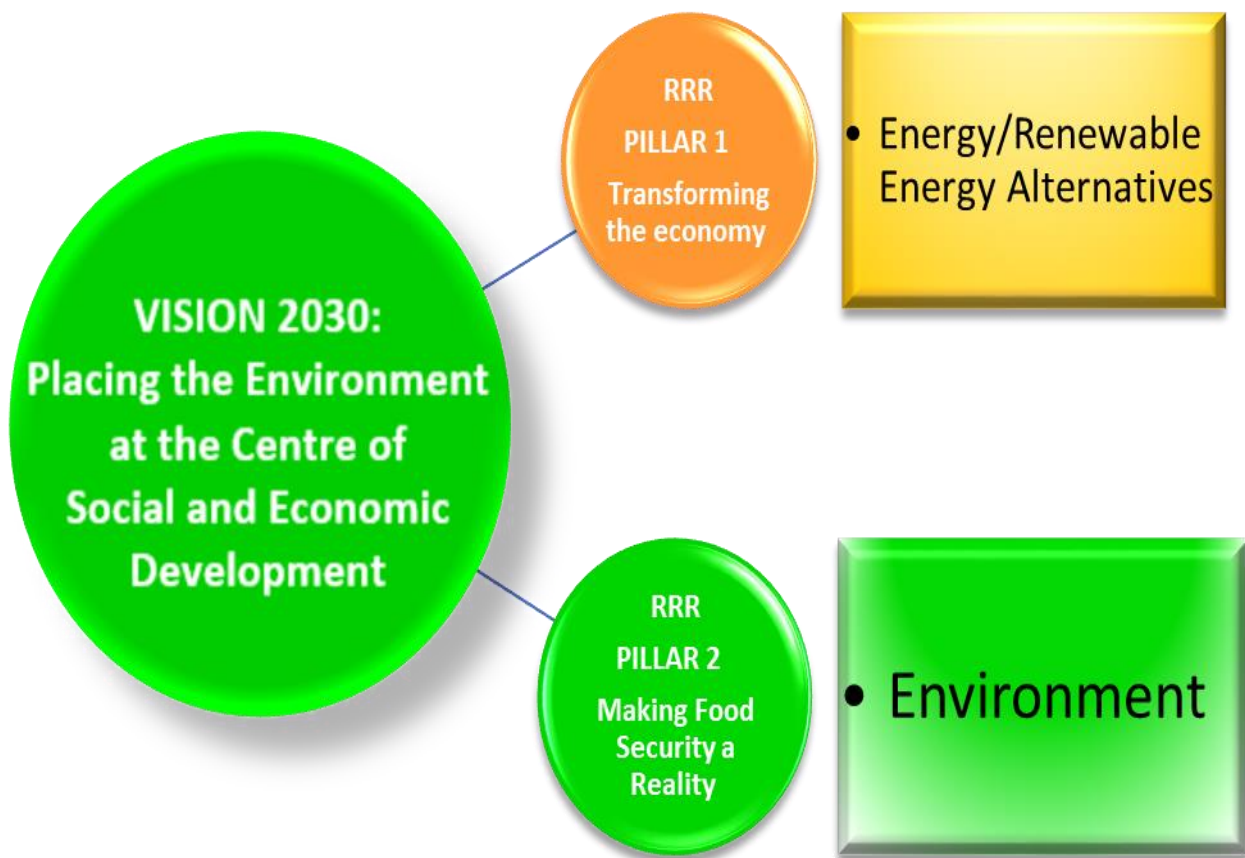 VISION 2030:
Placing the Environment
at the Centre of
Social and Economic
Development
RRR
PILLAR 1
Transforming
the economy
• Energy/Renewable
Energy Alternatives
RRR
PILLAR 2
Making Food
Security a
Reality
• Environment